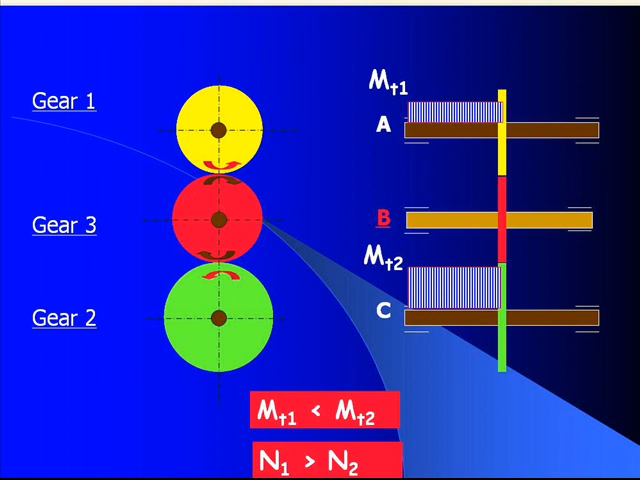 Gear 1
Gear 3
Gear 2
Mt1
A
B
Mt2
C
Mt1 < Mt2
N1 > N2